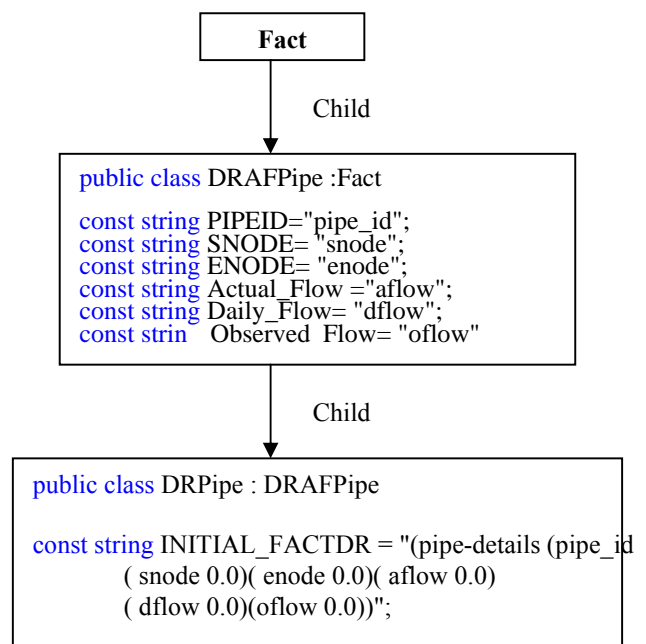 Fact
Child
public class DRAFPipe :Fact
const string PIPEID="pipe_id";
const string SNODE= "snode";
const string ENODE= "enode";
const string Actual_Flow ="aflow";
const string Daily_Flow= "dflow";
const strin Observed Flow= "oflow"
Child
public class DRPipe : DRAFPipe
const string INITIAL_FACTDR = "(pipe-details (pipe_id
( snode 0.0)( enode 0.0)( aflow 0.0)
( dflow 0.0)(oflow 0.0))";